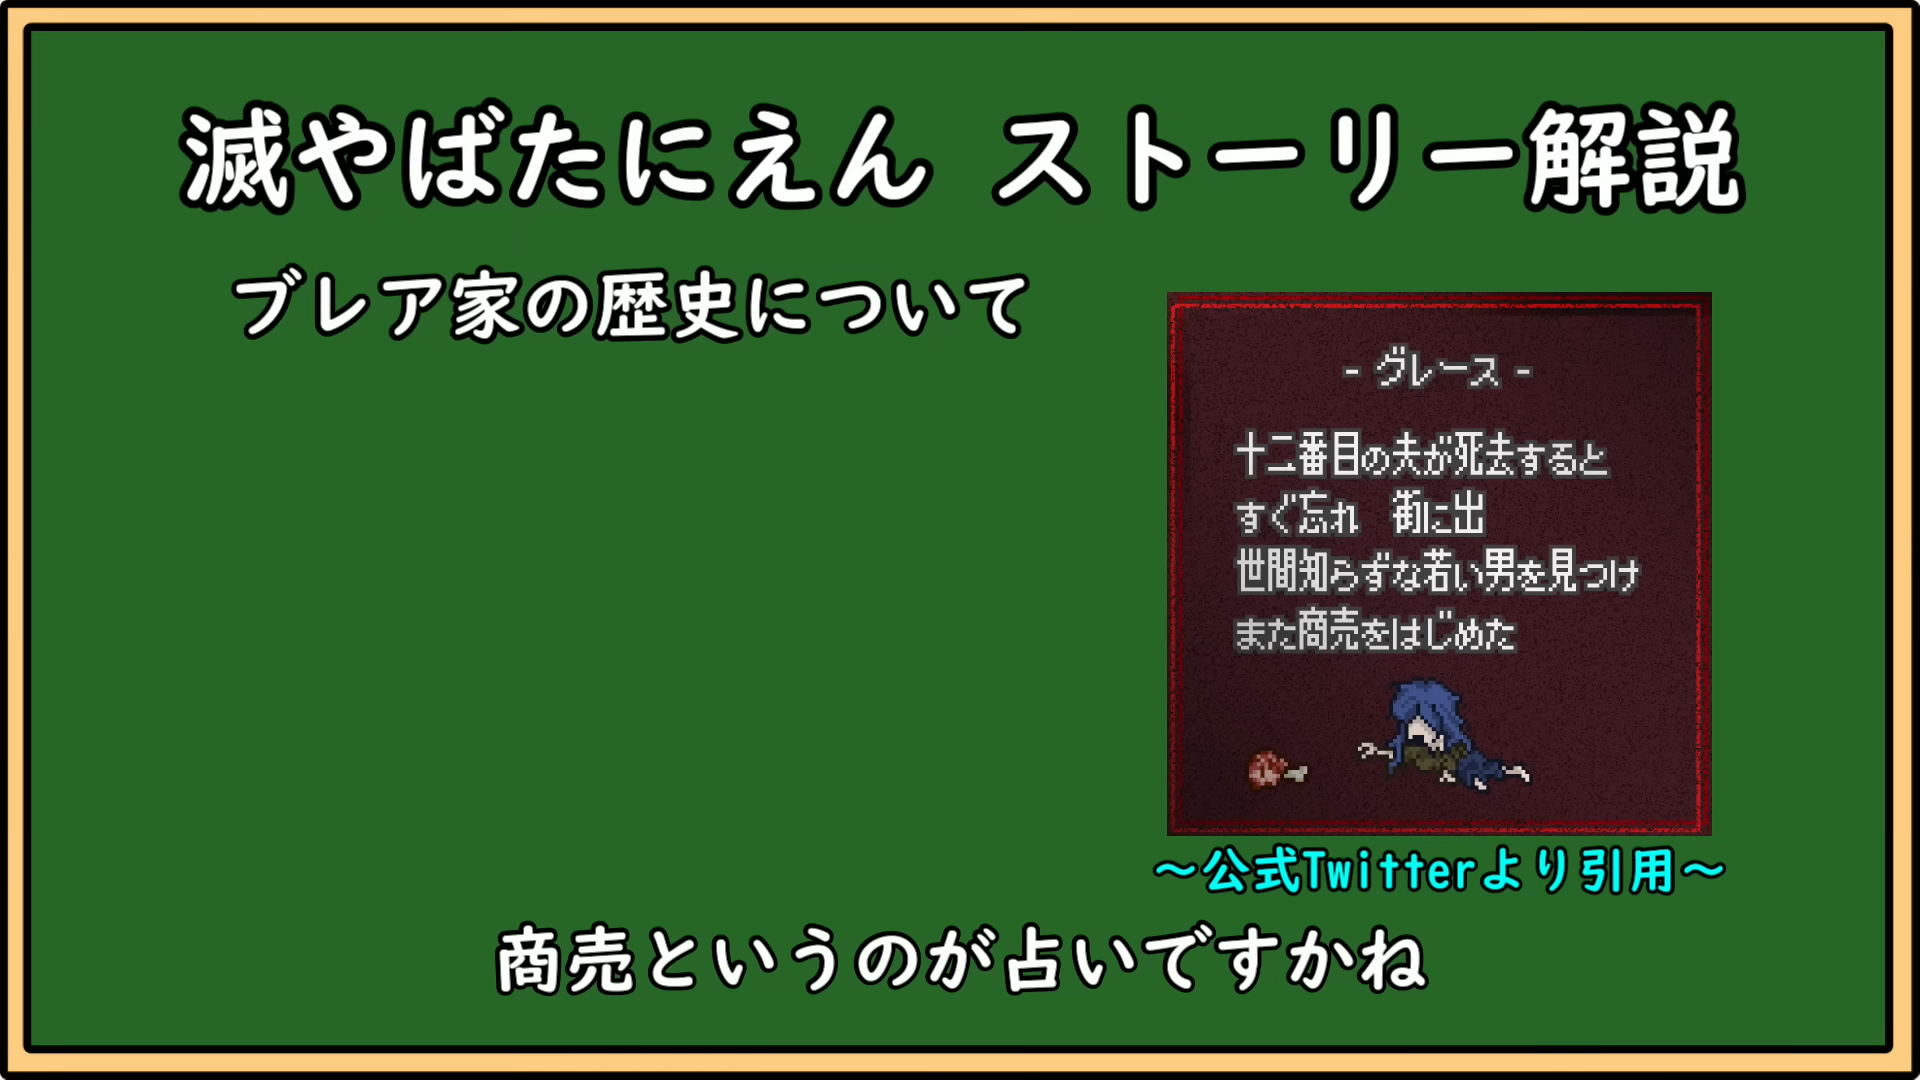 滅やばたにえん ストーリー解説
ブレア家の歴史について
- グレース -
十二番目の夫が死去すると
すぐ忘れ 街に出
世間知らずな若い男を見つけ
また商売をはじめた
～公式Twitterより引用～
商売というのが占いですかね